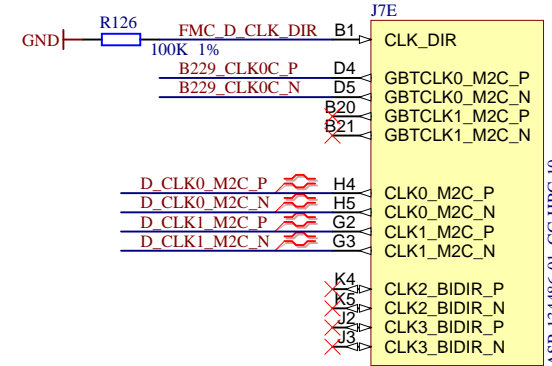 J7E
R126
GND
100K 1%
FMC_D_CLK_DIR B1 CLK_DIR
B229_CLK0C_P D4 GBTCLK0_M2C_P
B229_CLK0C_N D5 GBTCLK0_M2C_N
B20 GBTCLK1_M2C_P
B21 GBTCLK1_M2C_N
D_CLK0_M2C_P H4 CLK0_M2C_P
D_CLK0_M2C_N H5 CLK0_M2C_N
D_CLK1_M2C_P G2 CLK1_M2C_P
D_CLK1_M2C_N G3 CLK1_M2C_N
K4 CLK2_BIDIR_P
K5 CLK2_BIDIR_N
J2 CLK3_BIDIR_P
J3 CLK3_BIDIR_N